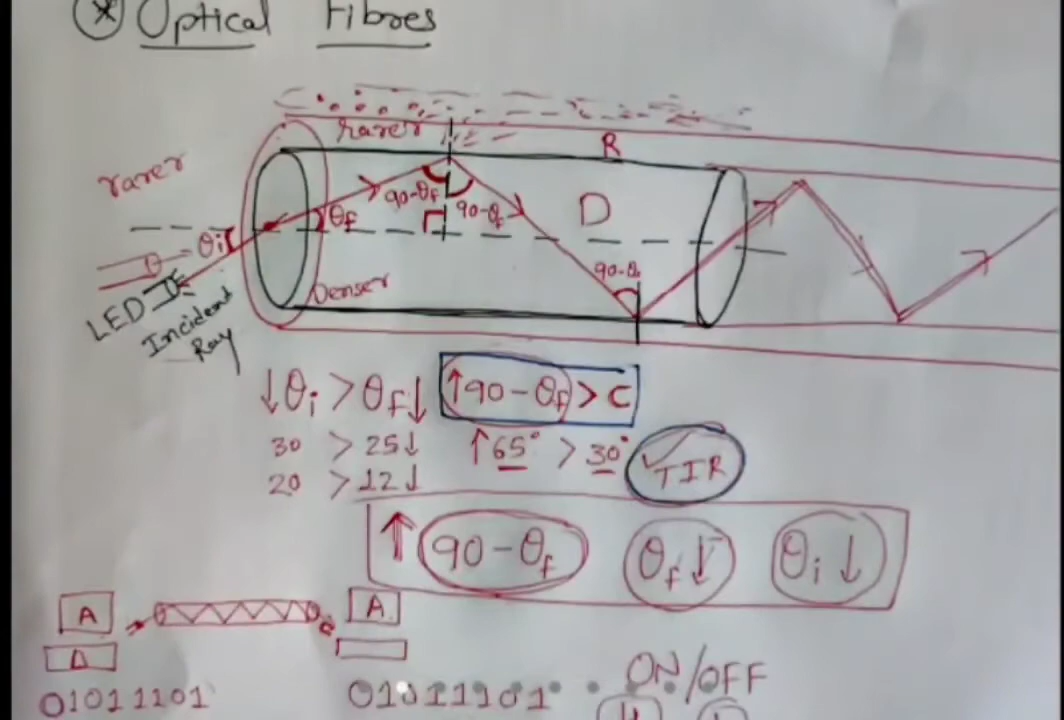 * Optical Fibres
rarer R
rarer
90-θf 90-θf D
θi θf
90-θ
LED Denser
Incident
Ray
↓θi > θf↓ ↑90-θf > C
30 > 25↓ ↑65° > 30° ✓TIR
20 > 12↓
↑ 90-θf θf↓ θi↓
A A
01011101 01011101 ON/OFF